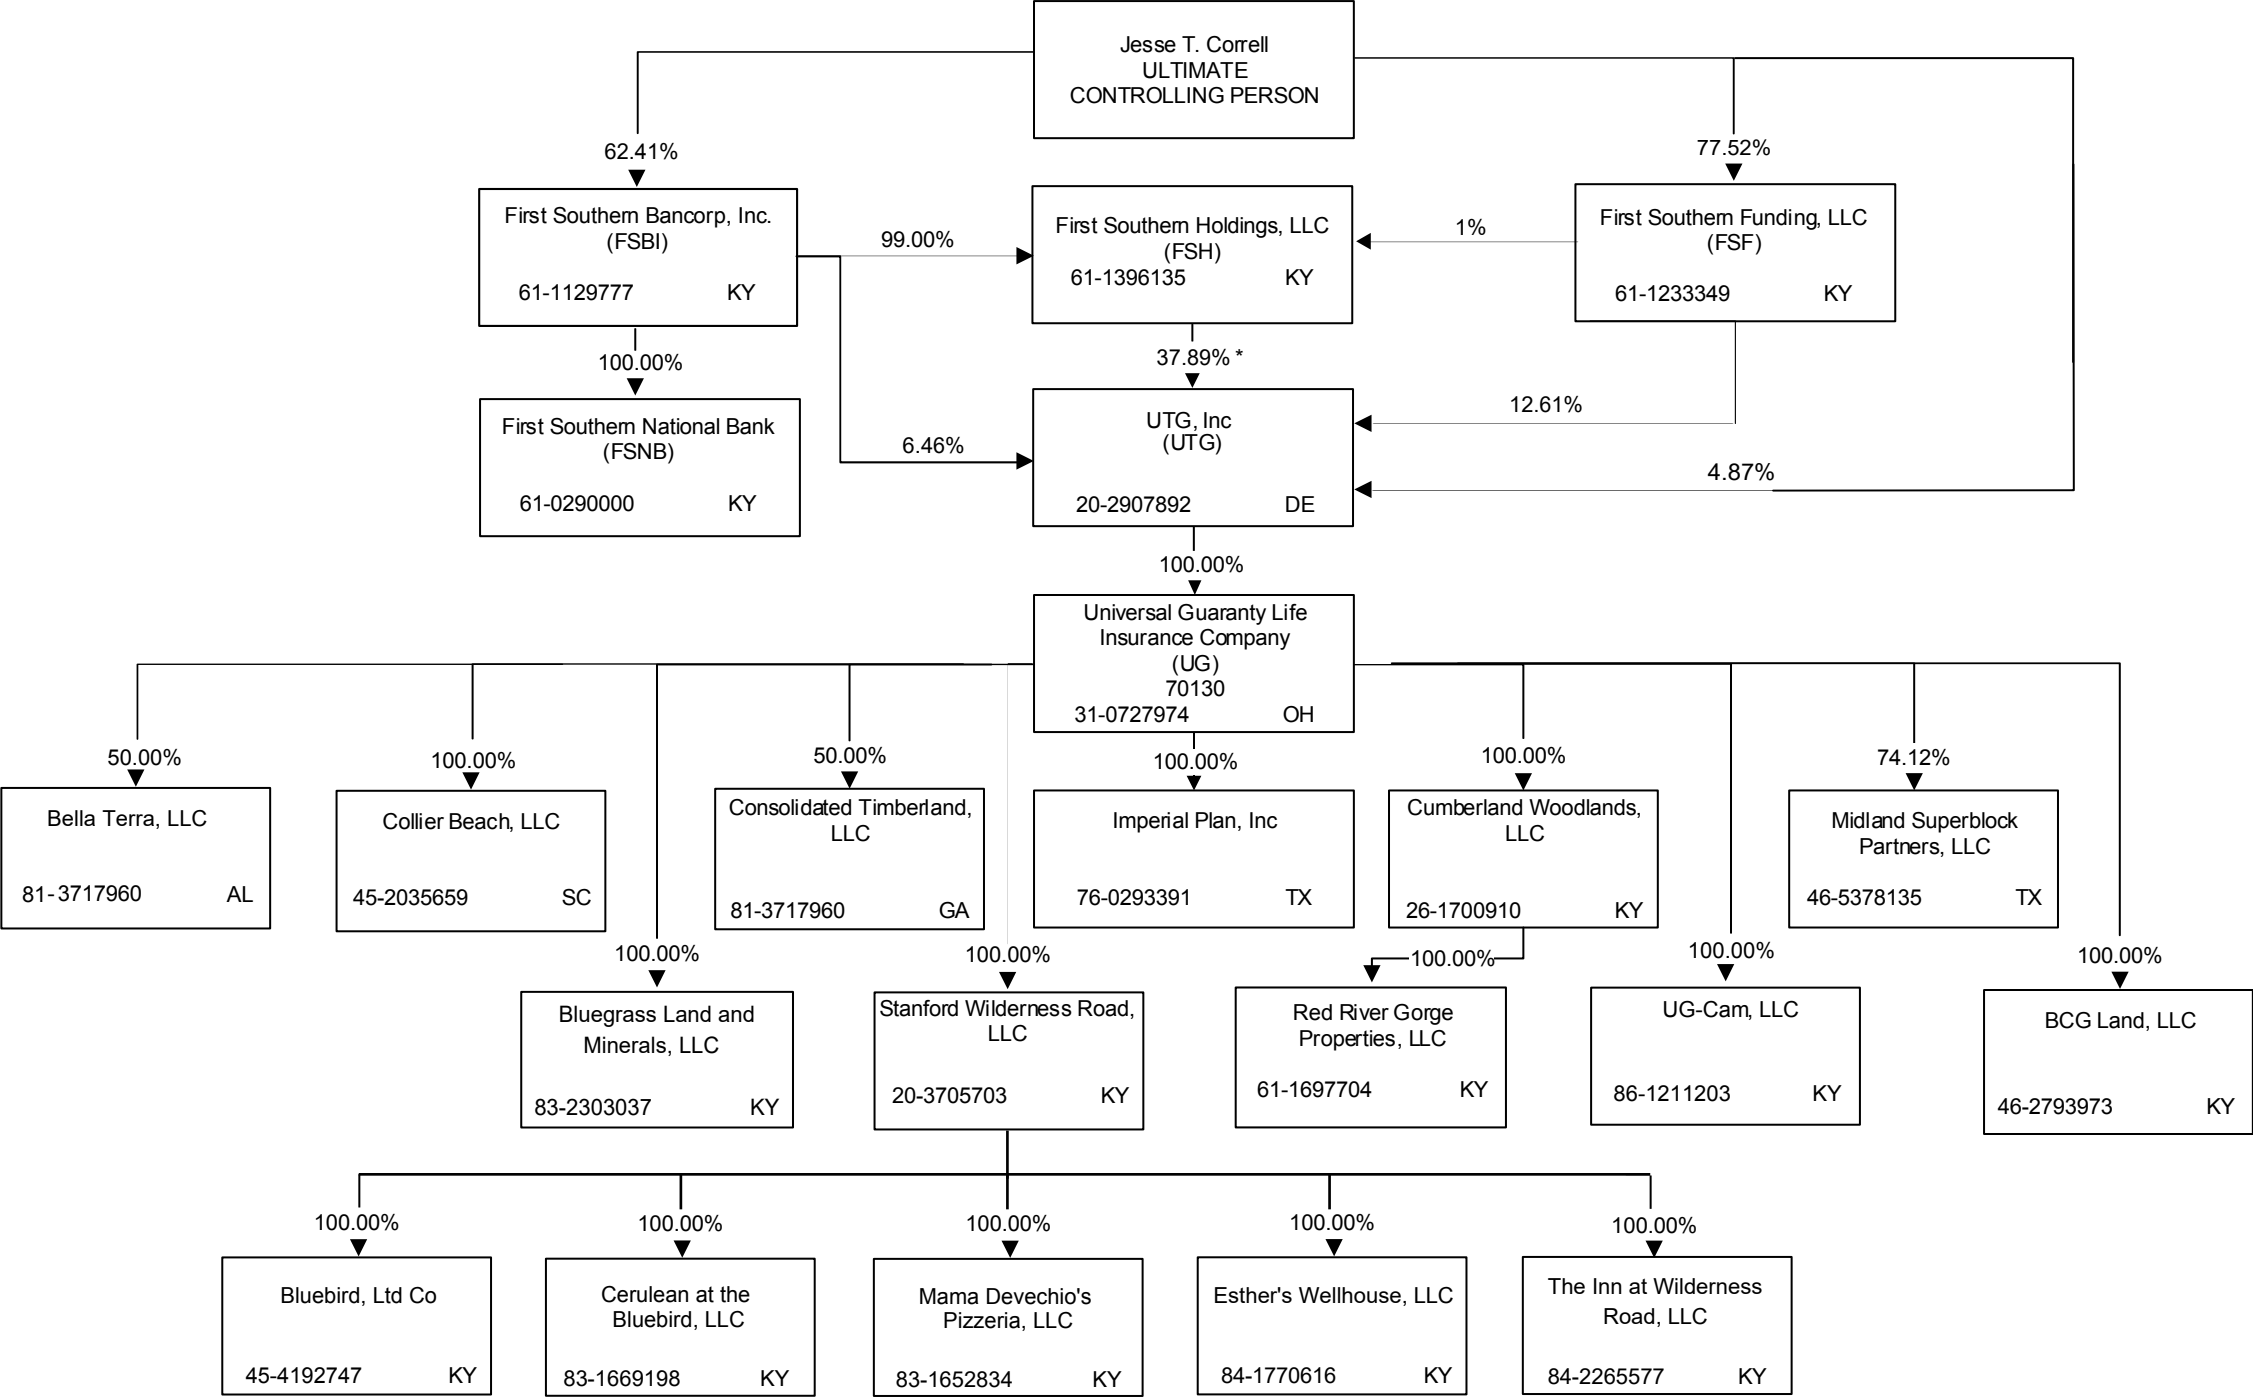 Jesse T. Correll
ULTIMATE
CONTROLLING PERSON
62.41%
77.52%
First Southern Bancorp, Inc.
(FSBI)
61-1129777 KY
99.00%
First Southern Holdings, LLC
(FSH)
61-1396135 KY
1%
First Southern Funding, LLC
(FSF)
61-1233349 KY
100.00%
37.89% *
12.61%
First Southern National Bank
(FSNB)
61-0290000 KY
6.46%
UTG, Inc
(UTG)
20-2907892 DE
4.87%
100.00%
Universal Guaranty Life
Insurance Company
(UG)
70130
31-0727974 OH
50.00%
100.00%
50.00%
100.00%
100.00%
74.12%
Bella Terra, LLC
81-3717960 AL
Collier Beach, LLC
45-2035659 SC
Consolidated Timberland,
LLC
81-3717960 GA
Imperial Plan, Inc
76-0293391 TX
Cumberland Woodlands,
LLC
26-1700910 KY
Midland Superblock
Partners, LLC
46-5378135 TX
100.00%
100.00%
100.00%
100.00%
100.00%
Bluegrass Land and
Minerals, LLC
83-2303037 KY
Stanford Wilderness Road,
LLC
20-3705703 KY
Red River Gorge
Properties, LLC
61-1697704 KY
UG-Cam, LLC
86-1211203 KY
BCG Land, LLC
46-2793973 KY
100.00%
100.00%
100.00%
100.00%
100.00%
Bluebird, Ltd Co
45-4192747 KY
Cerulean at the
Bluebird, LLC
83-1669198 KY
Mama Devechio's
Pizzeria, LLC
83-1652834 KY
Esther's Wellhouse, LLC
84-1770616 KY
The Inn at Wilderness
Road, LLC
84-2265577 KY